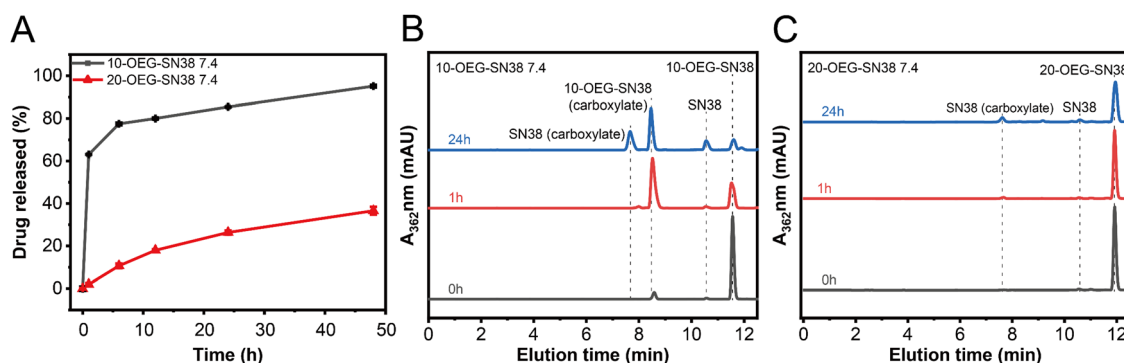 A
10-OEG-SN38 7.4
20-OEG-SN38 7.4
Drug released (%)
100
80
60
40
20
0
0 10 20 30 40 50
Time (h)
B
10-OEG-SN38 7.4
10-OEG-SN38
10-OEG-SN38
(carboxylate)
SN38
SN38 (carboxylate)
24h
1h
0h
A362nm (mAU)
0 2 4 6 8 10 12
Elution time (min)
C
20-OEG-SN38 7.4
20-OEG-SN38
SN38 (carboxylate)
SN38
24h
1h
0h
A362nm (mAU)
0 2 4 6 8 10 12
Elution time (min)